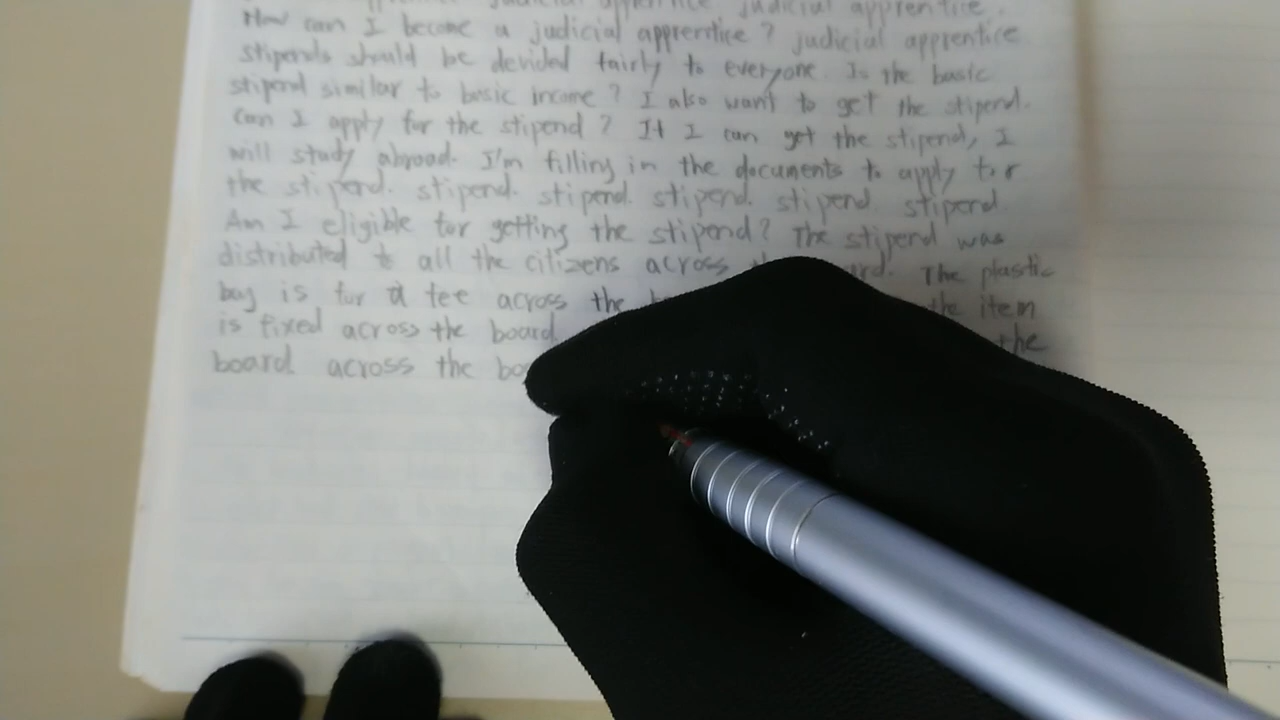 judicial apprentice judicial apprentice.
How can I become a judicial apprentice? judicial apprentice
stipends should be devided fairly to everyone. Is the basic
stipend similar to basic income? I also want to get the stipend.
Can I apply for the stipend? If I can get the stipend, I
will study abroad. I'm filling in the documents to apply for
the stipend. stipend. stipend. stipend. stipend stipend
Am I eligible for getting the stipend? The stipend was
distributed to all the citizens across the board. The plastic
bag is for a fee across the the item
is fixed across the board the
board across the